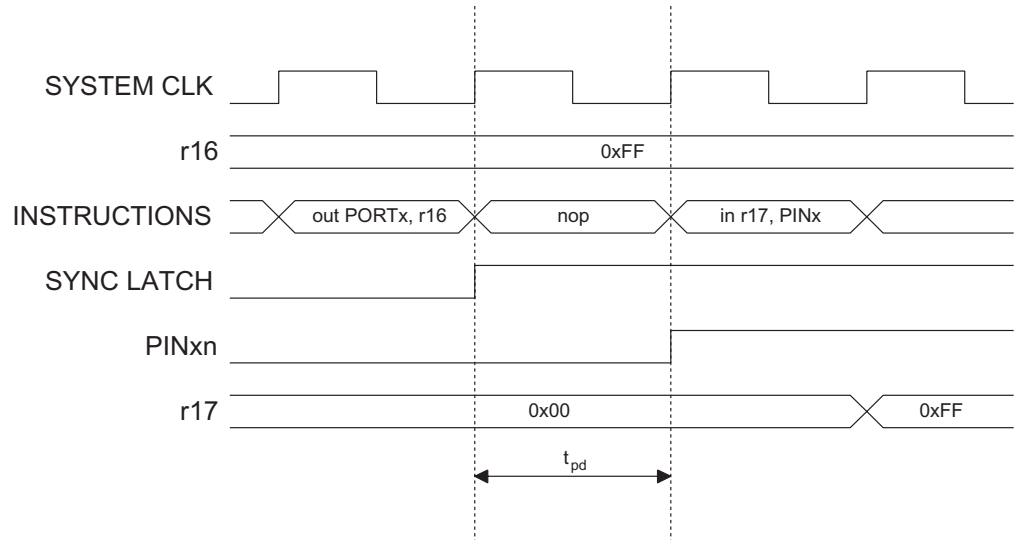 SYSTEM CLK
r16
0xFF
INSTRUCTIONS
out PORTx, r16
nop
in r17, PINx
SYNC LATCH
PINxn
r17
0x00
0xFF
tpd